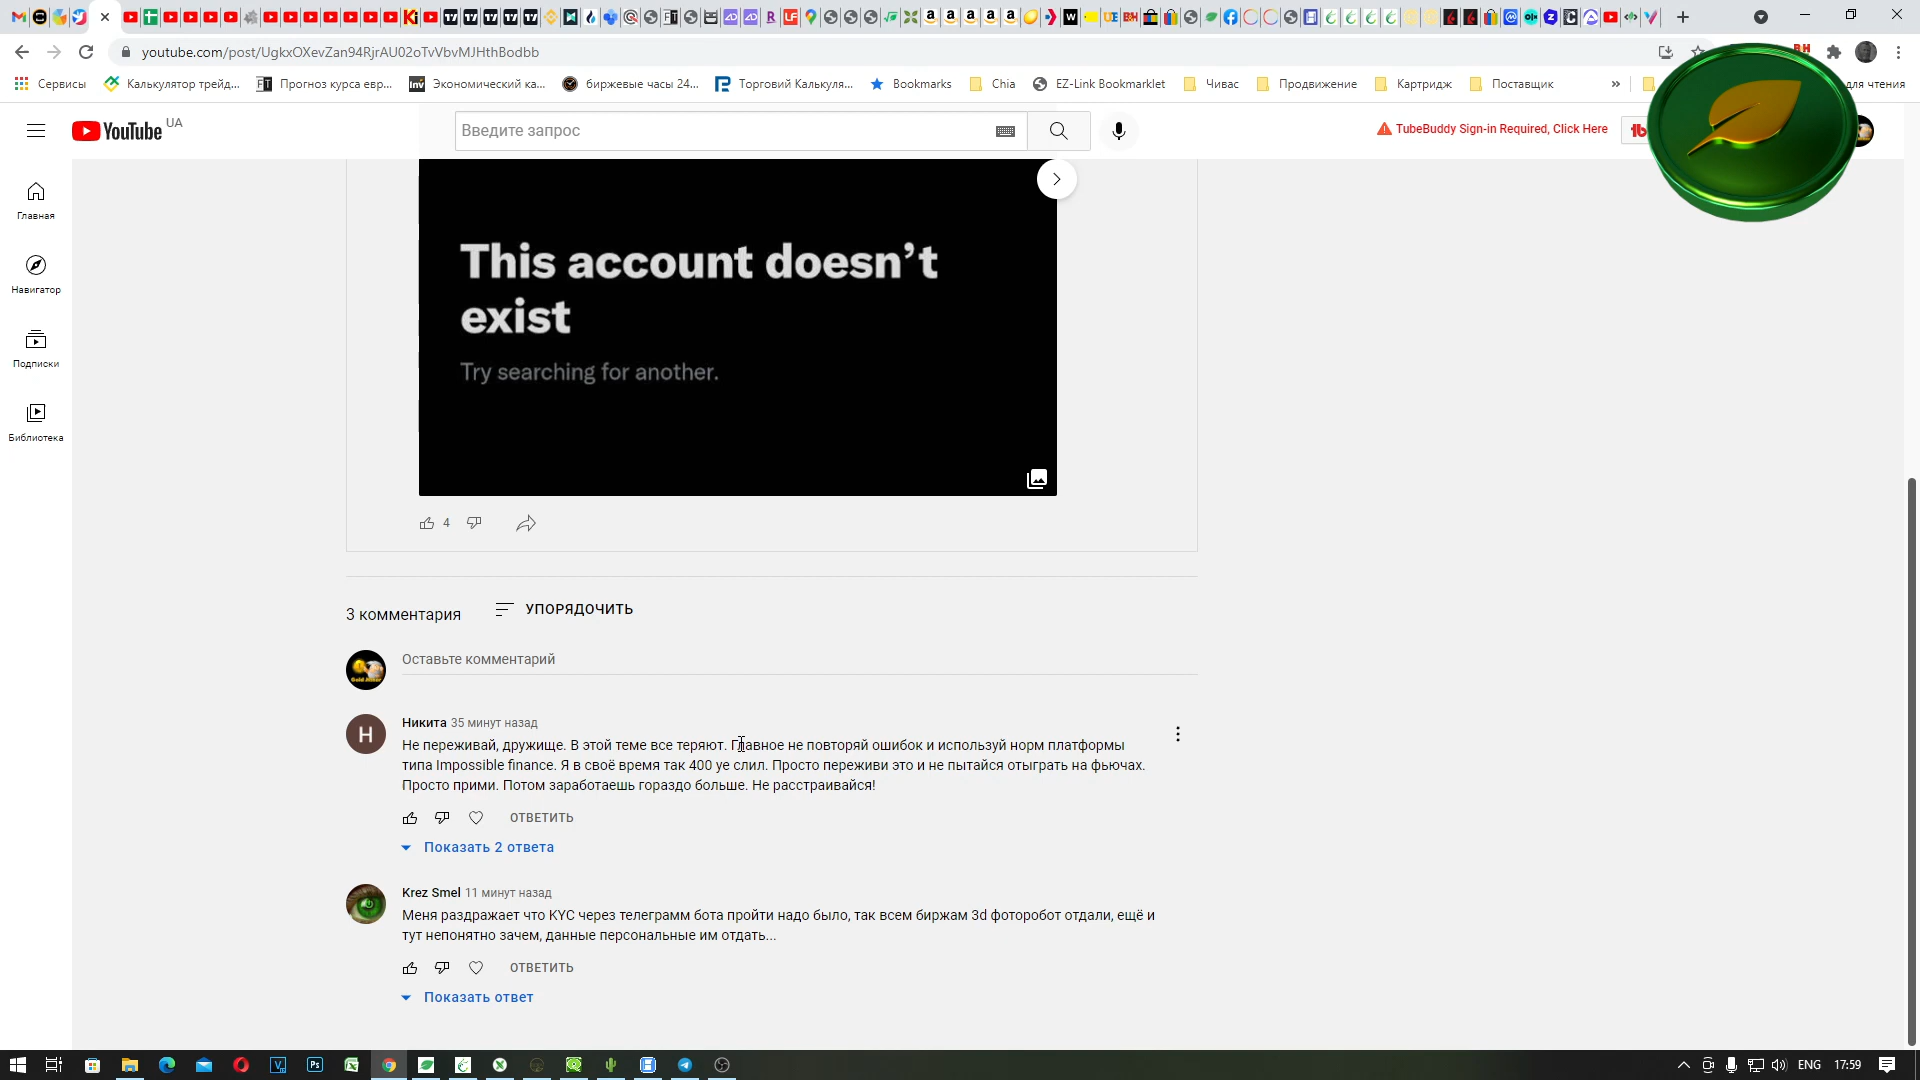 youtube.com/post/UgkxOXevZan94RjrAU02oTvVbvMJHthBodbb
Сервисы
Калькулятор трейд...
Прогноз курса евр...
Экономический ка...
биржевые часы 24...
Торговий Калькуля...
Bookmarks
Chia
EZ-Link Bookmarklet
Чивас
Продвижение
Картридж
Поставщик
»
для чтения
YouTube UA
Введите запрос
TubeBuddy Sign-in Required, Click Here
Главная
Навигатор
Подписки
Библиотека
This account doesn’t
exist
Try searching for another.
4
3 комментария
УПОРЯДОЧИТЬ
Оставьте комментарий
Никита 35 минут назад
Не переживай, дружище. В этой теме все теряют. Главное не повторяй ошибок и используй норм платформы
типа Impossible finance. Я в своё время так 400 уе слил. Просто переживи это и не пытайся отыграть на фьючах.
Просто прими. Потом заработаешь гораздо больше. Не расстраивайся!
ОТВЕТИТЬ
Показать 2 ответа
Krez Smel 11 минут назад
Меня раздражает что KYC через телеграмм бота пройти надо было, так всем биржам 3d фоторобот отдали, ещё и
тут непонятно зачем, данные персональные им отдать...
ОТВЕТИТЬ
Показать ответ
ENG
17:59